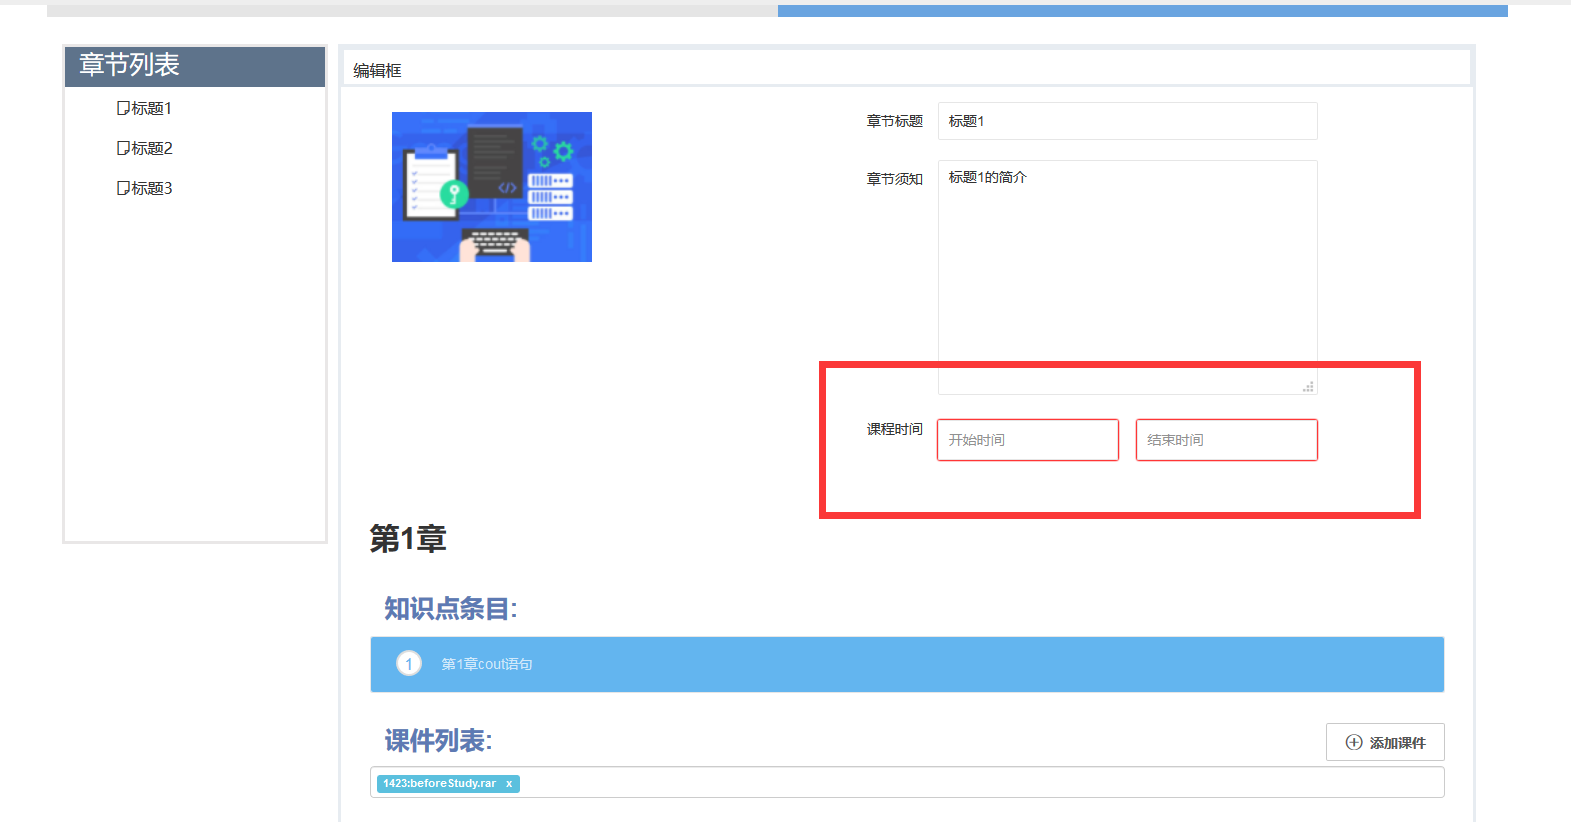 章节列表
标题1
标题2
标题3
编辑框
章节标题
标题1
章节须知
标题1的简介
课程时间
开始时间
结束时间
第1章
知识点条目:
1
第1章cout语句
课件列表:
添加课件
1423:beforeStudy.rar x